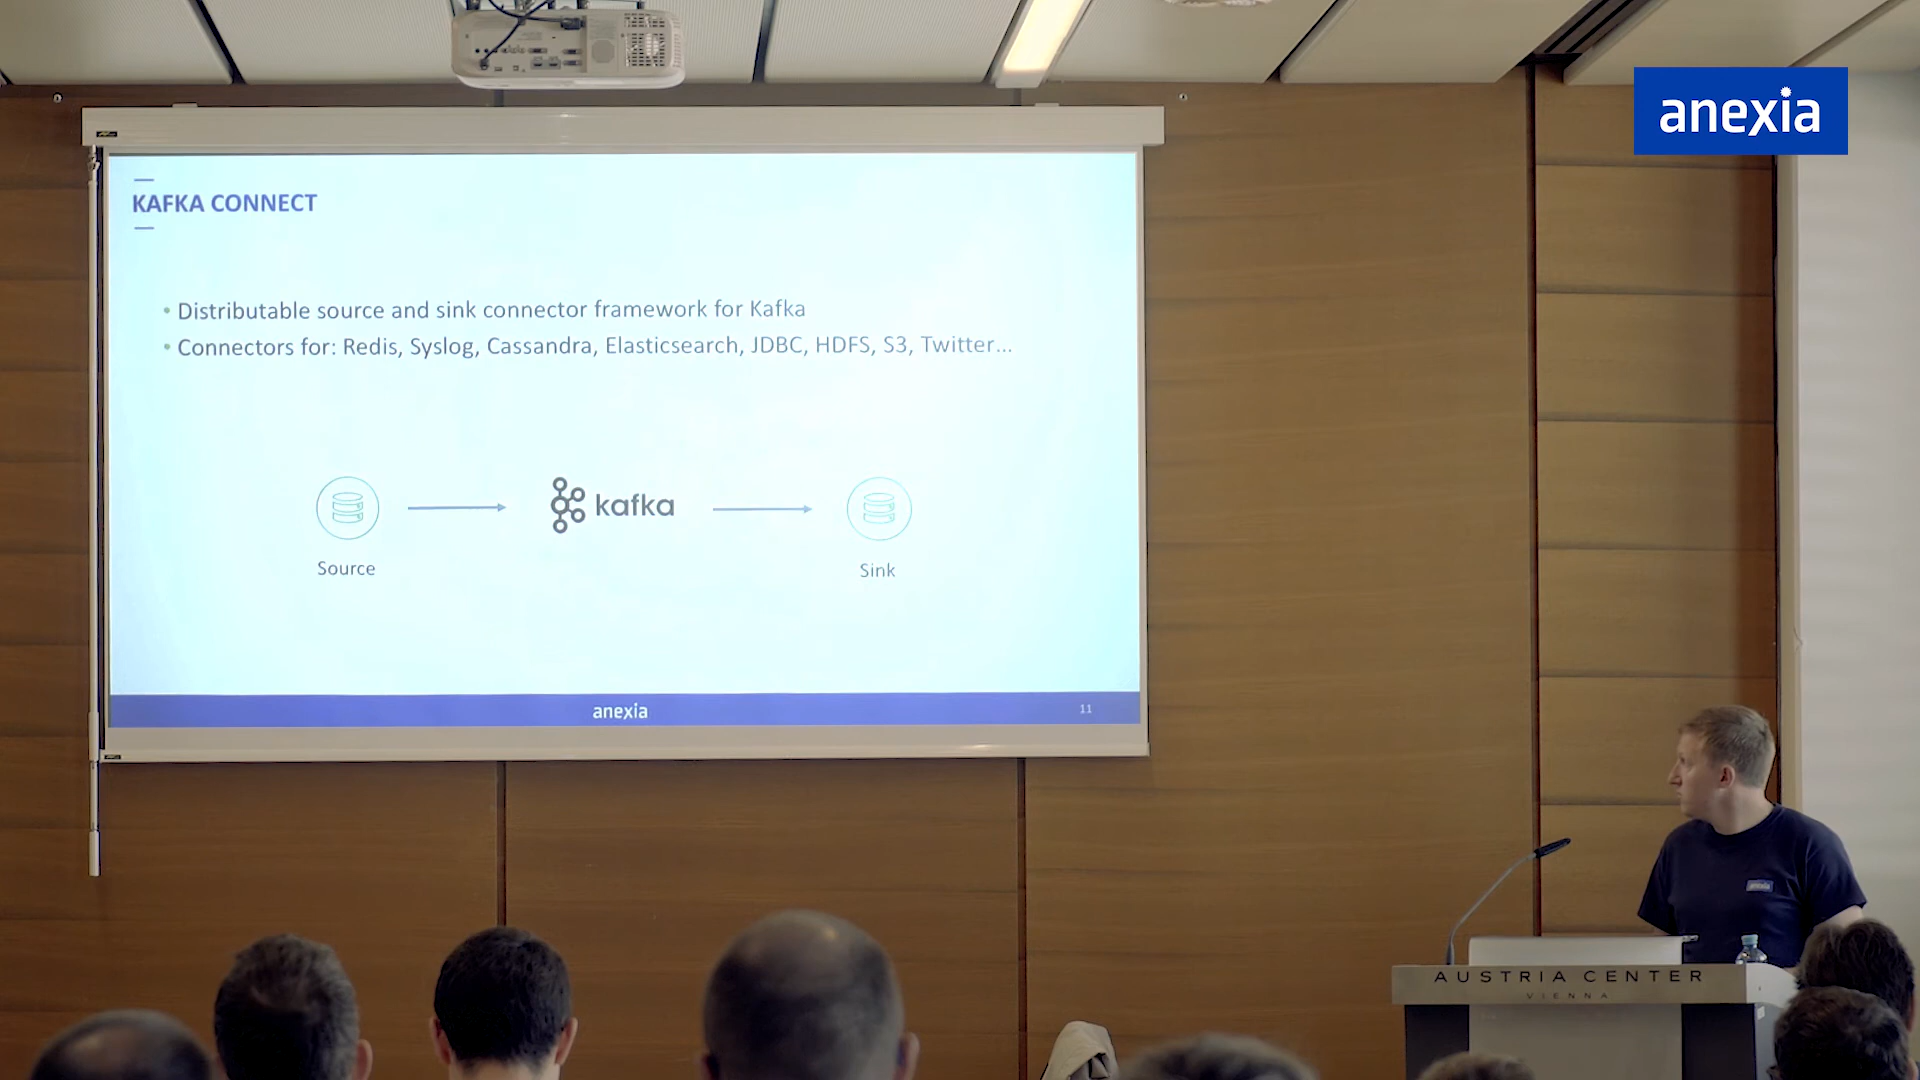 anexia
KAFKA CONNECT
• Distributable source and sink connector framework for Kafka
• Connectors for: Redis, Syslog, Cassandra, Elasticsearch, JDBC, HDFS, S3, Twitter...
kafka
Source
Sink
anexia
11
anexia
AUSTRIA CENTER
VIENNA